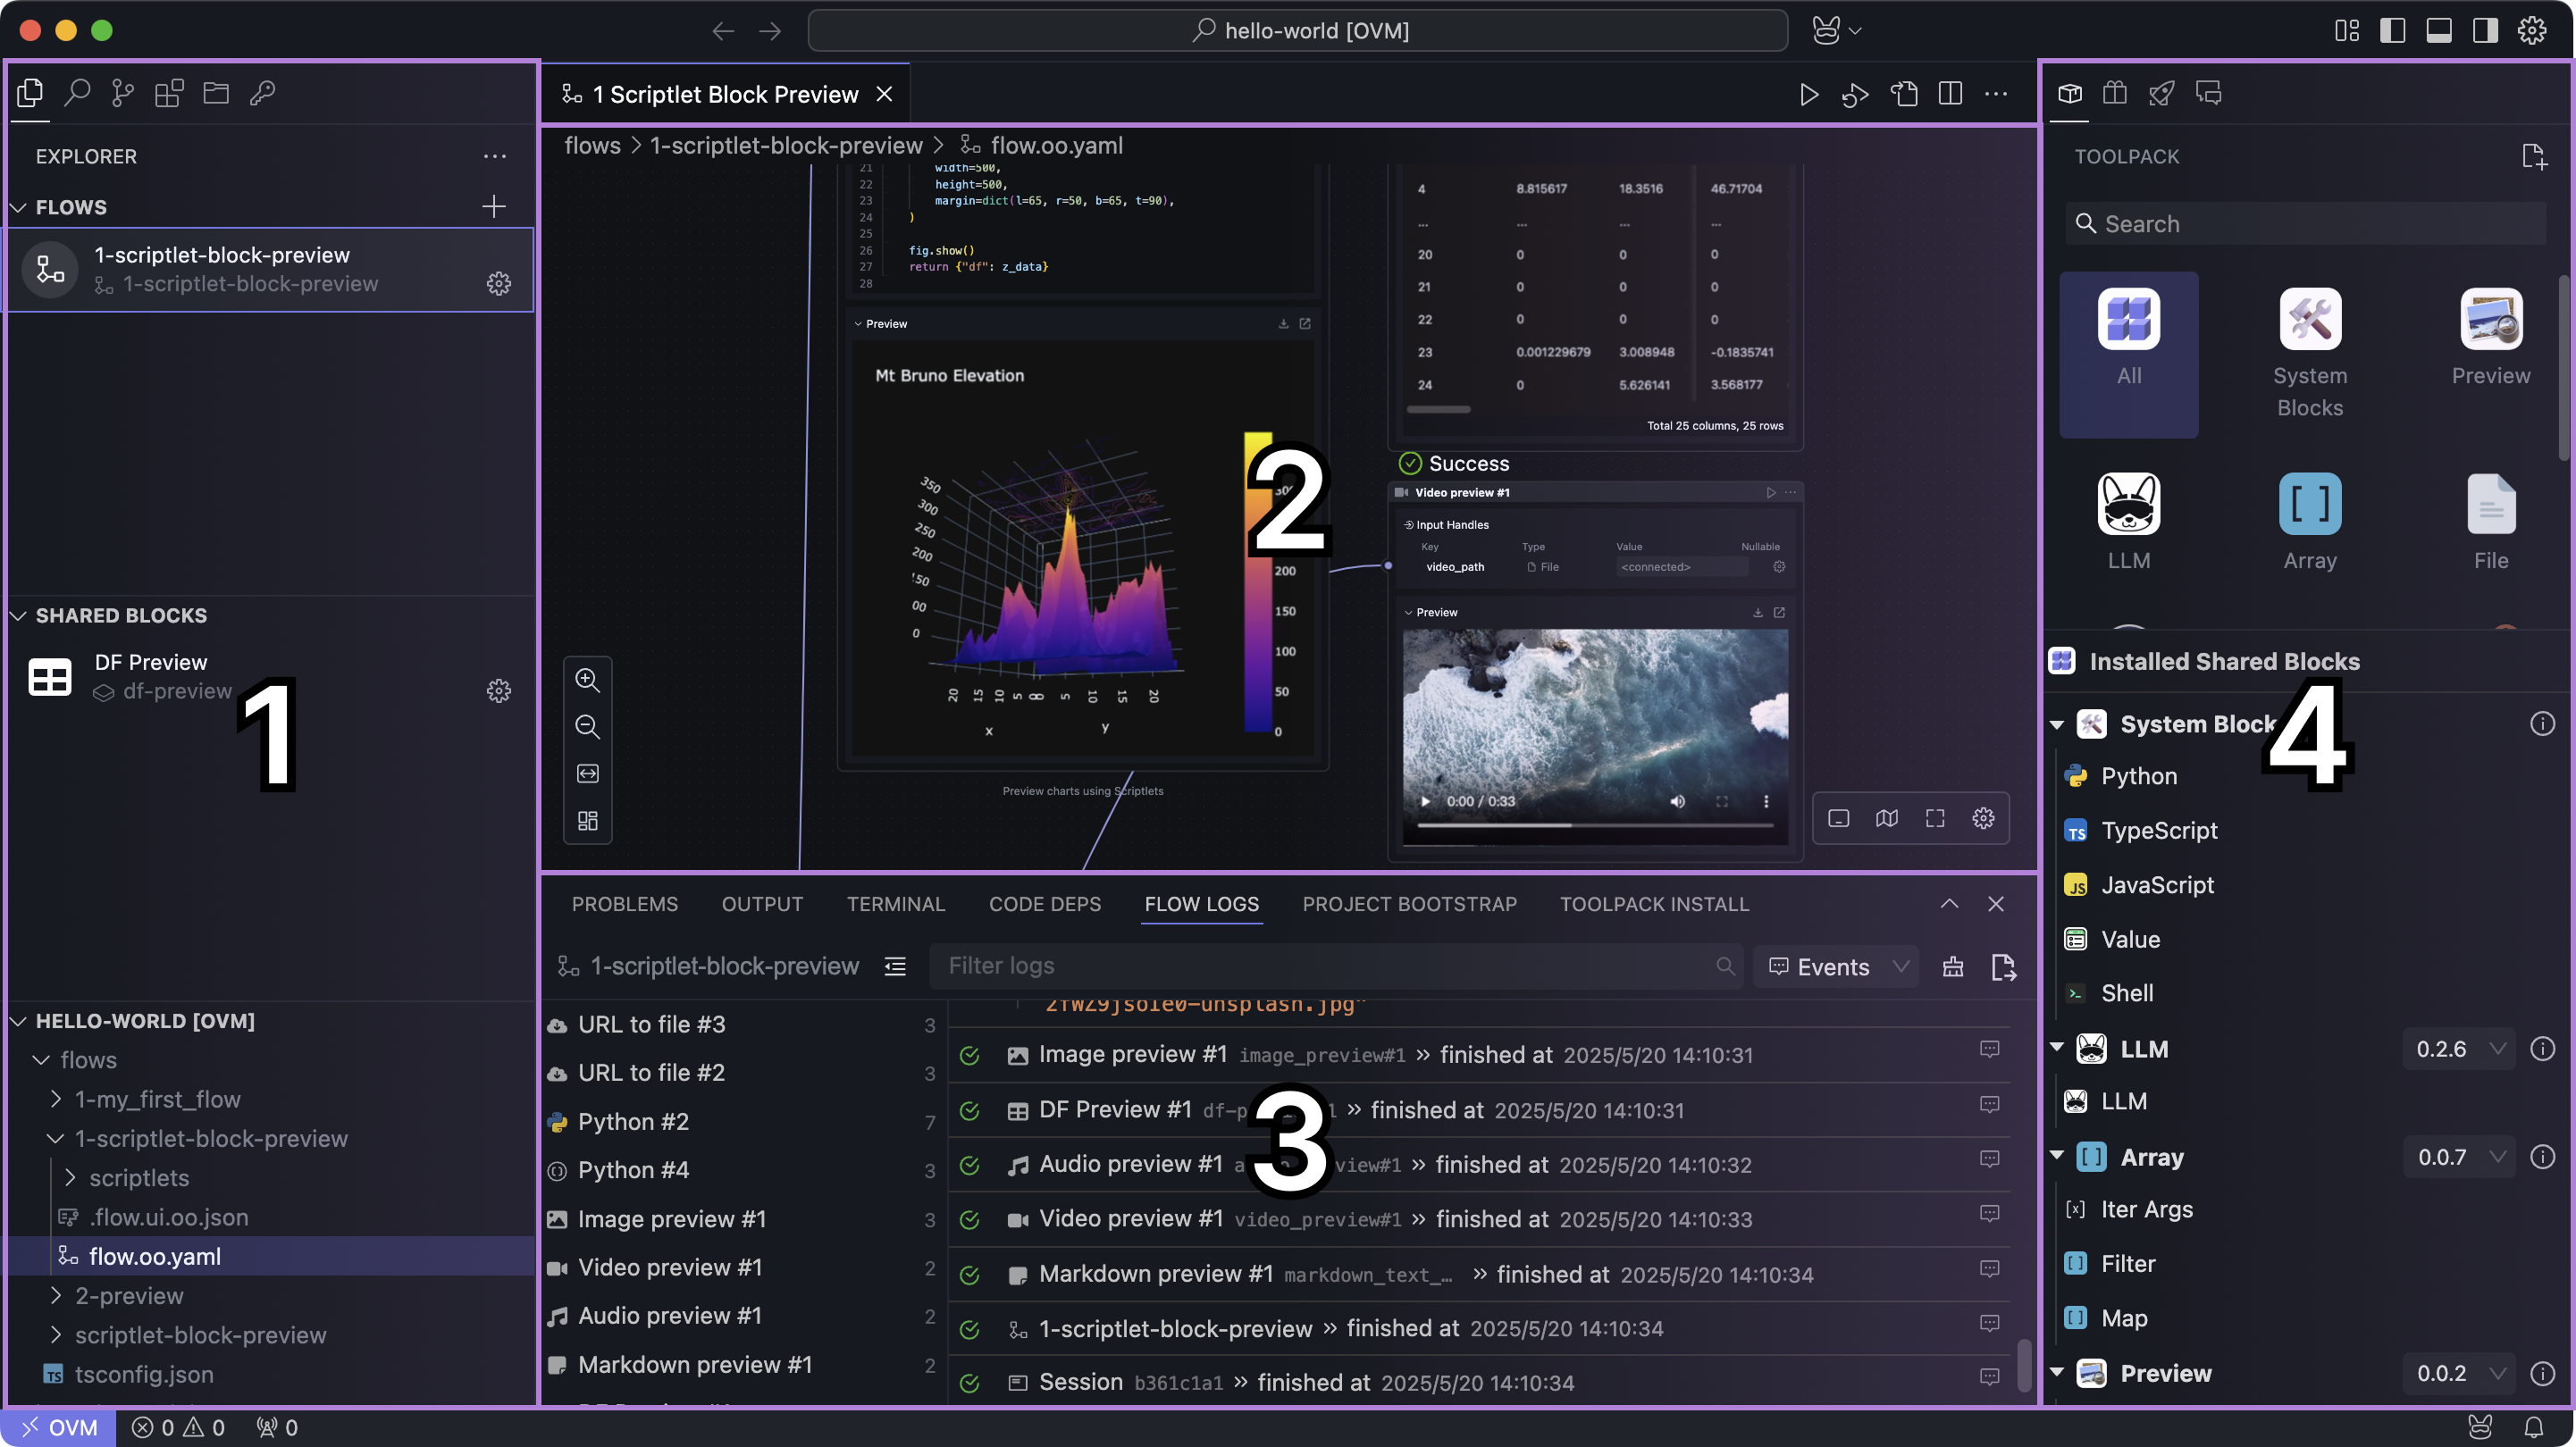 hello-world [OVM]
EXPLORER
FLOWS
1-scriptlet-block-preview
1-scriptlet-block-preview
SHARED BLOCKS
DF Preview
df-preview
1
HELLO-WORLD [OVM]
flows
1-my_first_flow
1-scriptlet-block-preview
scriptlets
.flow.ui.oo.json
flow.oo.yaml
2-preview
scriptlet-block-preview
TS tsconfig.json
1 Scriptlet Block Preview
flows > 1-scriptlet-block-preview > flow.oo.yaml
21 width=500,
22 height=500,
23 margin=dict(l=65, r=50, b=65, t=90),
24 )
25
26 fig.show()
27 return {"df": z_data}
28
Preview
Mt Bruno Elevation
350
300
250
200
00
0
20 15 10 5 0
0 5 10 15 20
x
y
200
150
100
50
0
Preview charts using Scriptlets
2
4 8.815617 18.3516 46.71704
... ... ... ...
20 0 0 0
21 0 0 0
22 0 0 0
23 0.001229679 3.008948 -0.1835741
24 0 5.626141 3.568177
Total 25 columns, 25 rows
Success
Video preview #1
Input Handles
Key Type Value Nullable
video_path File <connected>
Preview
0:00 / 0:33
PROBLEMS OUTPUT TERMINAL CODE DEPS FLOW LOGS PROJECT BOOTSTRAP TOOLPACK INSTALL
1-scriptlet-block-preview Filter logs Events
URL to file #3 3
URL to file #2 3
Python #2 7
Python #4 3
Image preview #1 3
Video preview #1 2
Audio preview #1 2
Markdown preview #1 2
Image preview #1 image_preview#1 » finished at 2025/5/20 14:10:31
DF Preview #1 » finished at 2025/5/20 14:10:31
Audio preview #1 » finished at 2025/5/20 14:10:32
Video preview #1 video_preview#1 » finished at 2025/5/20 14:10:33
Markdown preview #1 markdown_text_… » finished at 2025/5/20 14:10:34
1-scriptlet-block-preview » finished at 2025/5/20 14:10:34
Session b361c1a1 » finished at 2025/5/20 14:10:34
3
TOOLPACK
Search
All
System
Blocks
Preview
LLM
Array
File
Installed Shared Blocks
System Block
Python
TS TypeScript
JS JavaScript
Value
Shell
LLM 0.2.6
LLM
Array 0.0.7
Iter Args
Filter
Map
Preview 0.0.2
4
OVM 0 0 0